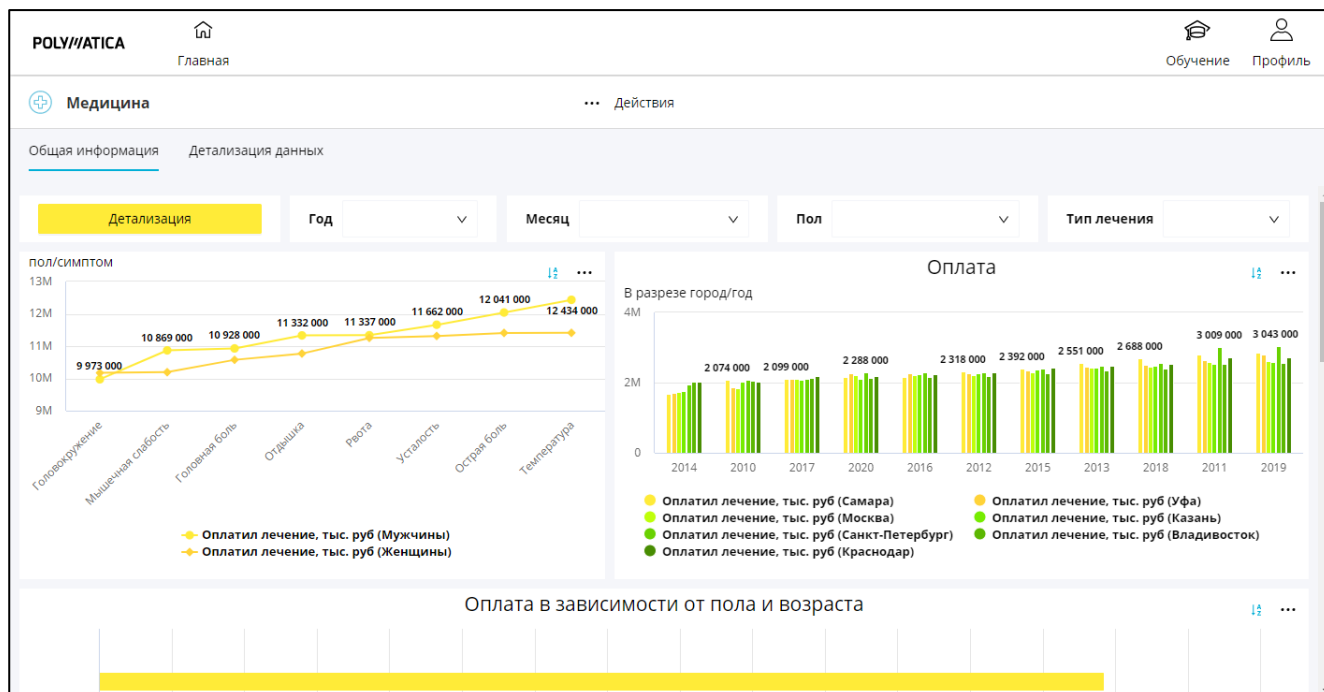 POLYMATICA
Главная
Обучение
Профиль
Медицина
••• Действия
Общая информация
Детализация данных
Детализация
Год
Месяц
Пол
Тип лечения
пол/симптом
13M
12M
11M
10M
9M
9 973 000
10 869 000
10 928 000
11 332 000
11 337 000
11 662 000
12 041 000
12 434 000
Головокружение
Мышечная слабость
Головная боль
Отдышка
Рвота
Усталость
Острая боль
Температура
Оплатил лечение, тыс. руб (Мужчины)
Оплатил лечение, тыс. руб (Женщины)
Оплата
В разрезе город/год
4M
2M
0
2 074 000
2 099 000
2 288 000
2 318 000
2 392 000
2 551 000
2 688 000
3 009 000
3 043 000
2014 2010 2017 2020 2016 2012 2015 2013 2018 2011 2019
Оплатил лечение, тыс. руб (Самара)
Оплатил лечение, тыс. руб (Уфа)
Оплатил лечение, тыс. руб (Москва)
Оплатил лечение, тыс. руб (Казань)
Оплатил лечение, тыс. руб (Санкт-Петербург)
Оплатил лечение, тыс. руб (Владивосток)
Оплатил лечение, тыс. руб (Краснодар)
Оплата в зависимости от пола и возраста